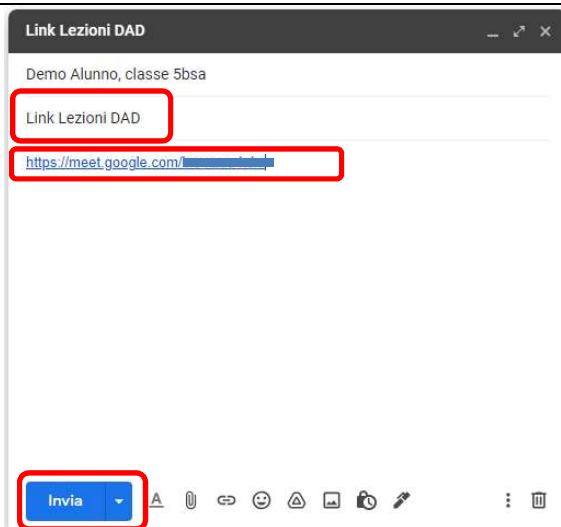 Link Lezioni DAD
Demo Alunno, classe 5bsa
Link Lezioni DAD
https://meet.google.com/
Invia